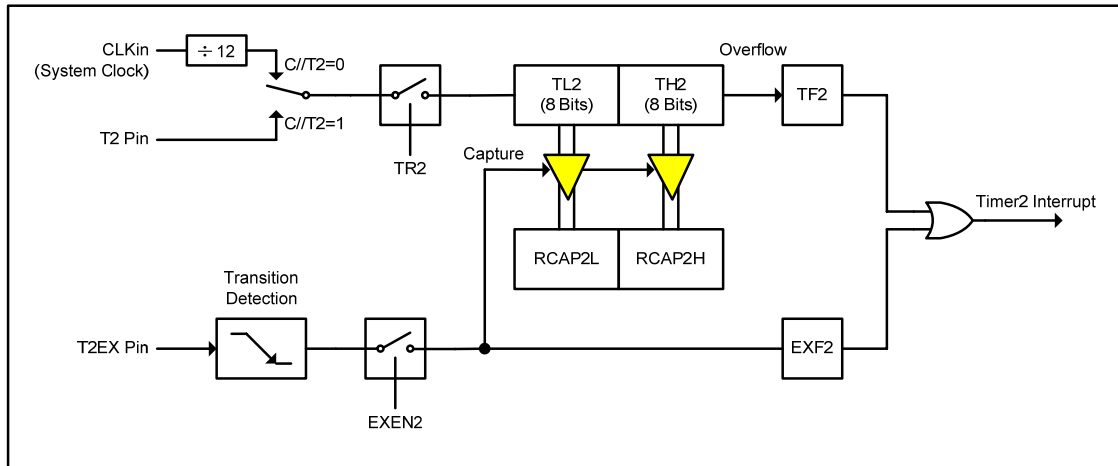 CLKin
(System Clock)
÷ 12
C//T2=0
C//T2=1
T2 Pin
TR2
TL2
(8 Bits)
TH2
(8 Bits)
Overflow
TF2
Capture
RCAP2L
RCAP2H
Timer2 Interrupt
Transition
Detection
T2EX Pin
EXEN2
EXF2